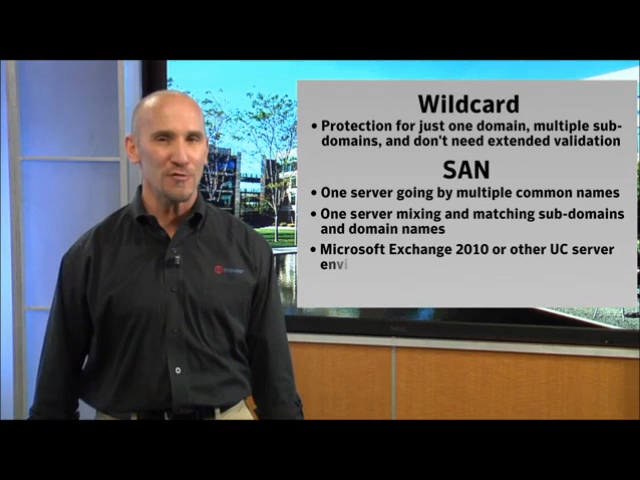 Wildcard
• Protection for just one domain, multiple sub-
domains, and don't need extended validation
SAN
• One server going by multiple common names
• One server mixing and matching sub-domains
and domain names
• Microsoft Exchange 2010 or other UC server
envi
NEC